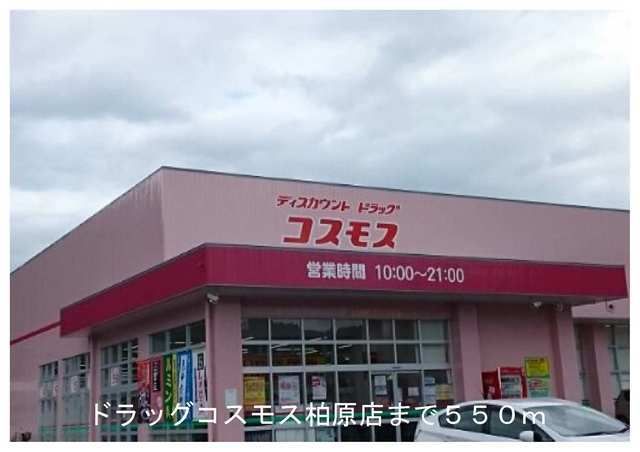 ディスカウント ドラッグ
コスモス
営業時間 10:00～21:00
ドラッグコスモス柏原店まで５５０ｍ